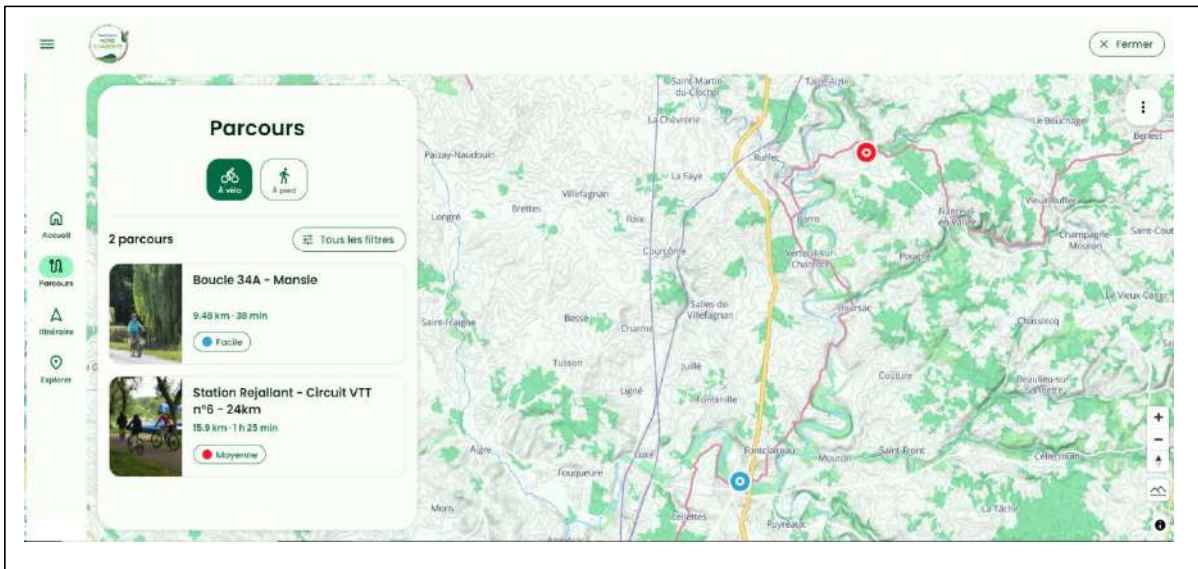 NORD
CHARENTE
Fermer
Parcours
À vélo
À pied
2 parcours
Tous les filtres
Boucle 34A - Mansle
9.48 km · 38 min
Facile
Station Rejallant - Circuit VTT
n°6 - 24km
15.9 km · 1 h 25 min
Moyenne
Accueil
Parcours
Itinéraire
Explorer
Saint-Martin-
du-Clocher
Taizé-Aizie
La Chèvrerie
Le Bouchage
Benest
Paizay-Naudouin
Ruffec
La Faye
Villefagnan
Brettes
Longré
Raix
Barro
Vieux-Ruffec
Nanteuil-
en-Vallée
Champagne-
Mouton
Saint-Cout
Courcôme
Verteuil-sur-
Charente
Pougné
Salles-de-
Villefagnan
Le Vieux-Cérier
Saint-Fraigne
Bessé
Charmé
Chassiecq
Tusson
Juillé
Couture
Beaulieu-sur-
Sonnette
Ligné
Fontenille
Aigre
Luxé
Fontclaireau
Mouton
Saint-Front
Cellefrouin
Fouqueure
Mons
Cellettes
Puyréaux
La Tâche